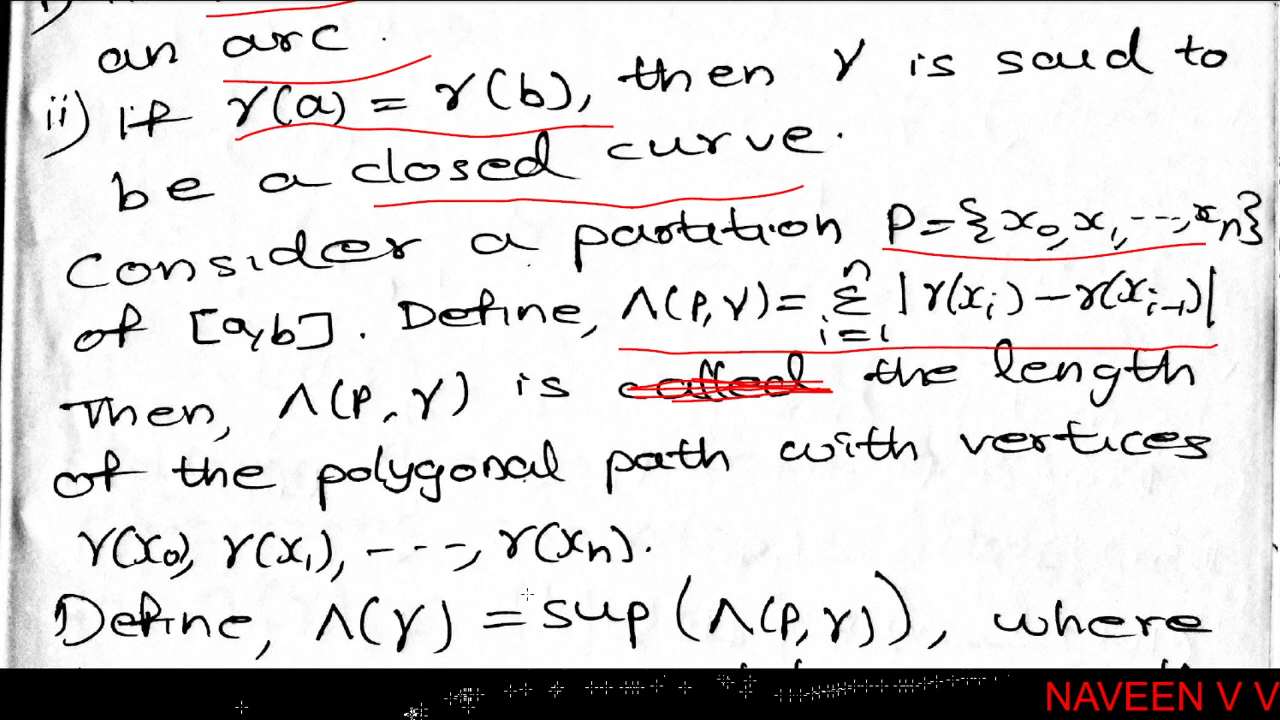 an arc.
ii) If γ(a) = γ(b), then γ is said to
be a closed curve.
Consider a partition P={x₀,x₁,---,xₙ}
of [a,b]. Define, Λ(P,γ)= Σⁿᵢ₌₁ |γ(xᵢ)-γ(xᵢ₋₁)|
Then, Λ(P,γ) is called the length
of the polygonal path with vertices
γ(x₀), γ(x₁), ----, γ(xₙ).
Define, Λ(γ) = sup (Λ(P,γ)), where
NAVEEN V V